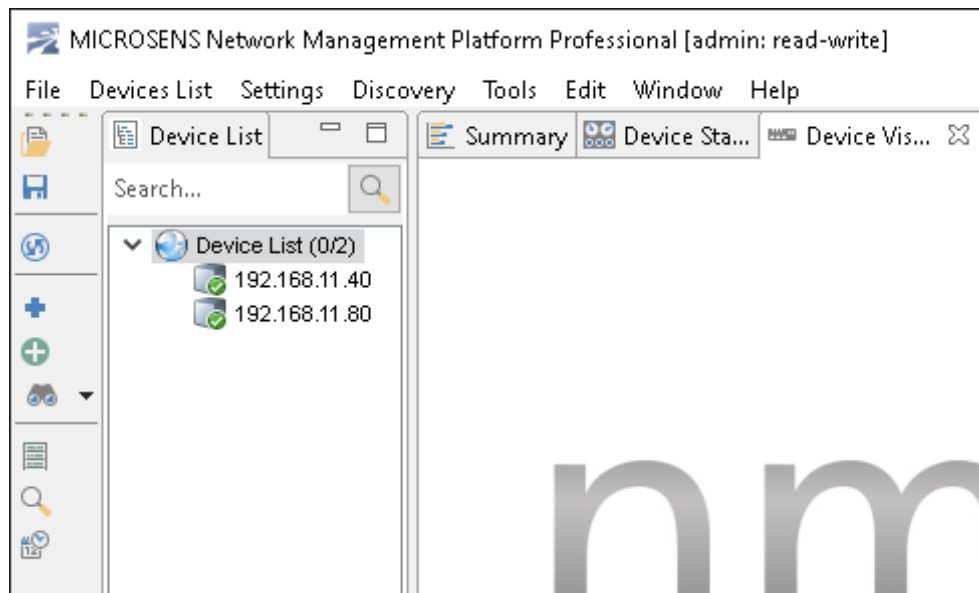 MICROSENS Network Management Platform Professional [admin: read-write]
File Devices List Settings Discovery Tools Edit Window Help
Device List Summary Device Sta... Device Vis...
Search...
Device List (0/2)
192.168.11.40
192.168.11.80
12
nm